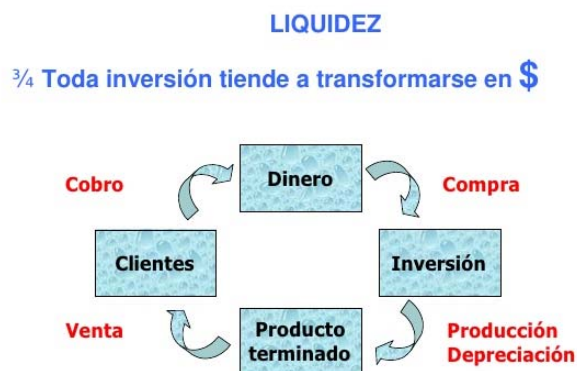 LIQUIDEZ
¾ Toda inversión tiende a transformarse en $
Cobro
Dinero
Compra
Clientes
Inversión
Venta
Producto
terminado
Producción
Depreciación